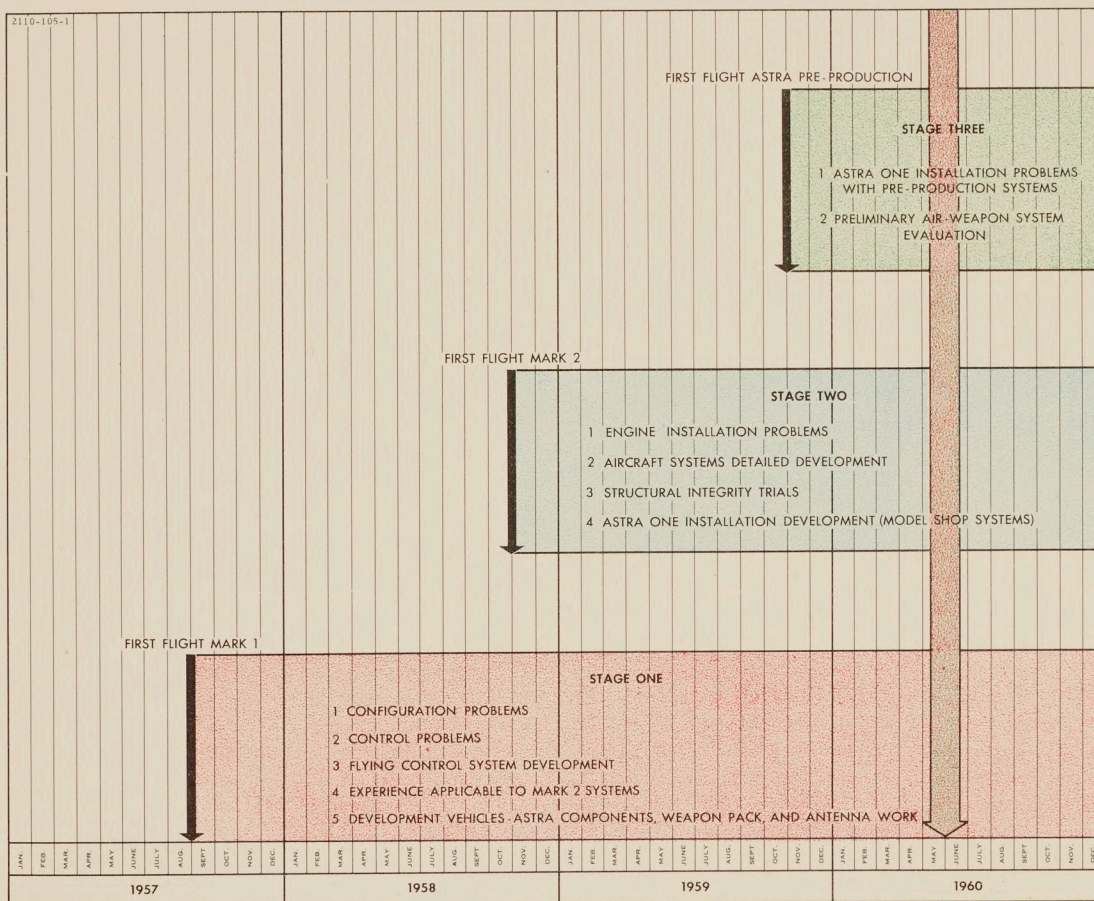 2110-105-1
FIRST FLIGHT ASTRA PRE-PRODUCTION
STAGE THREE
1 ASTRA ONE INSTALLATION PROBLEMS
WITH PRE-PRODUCTION SYSTEMS
2 PRELIMINARY AIR-WEAPON SYSTEM
EVALUATION
FIRST FLIGHT MARK 2
STAGE TWO
1 ENGINE INSTALLATION PROBLEMS
2 AIRCRAFT SYSTEMS DETAILED DEVELOPMENT
3 STRUCTURAL INTEGRITY TRIALS
4 ASTRA ONE INSTALLATION DEVELOPMENT (MODEL SHOP SYSTEMS)
FIRST FLIGHT MARK 1
STAGE ONE
1 CONFIGURATION PROBLEMS
2 CONTROL PROBLEMS
3 FLYING CONTROL SYSTEM DEVELOPMENT
4 EXPERIENCE APPLICABLE TO MARK 2 SYSTEMS
5 DEVELOPMENT VEHICLES - ASTRA COMPONENTS, WEAPON PACK, AND ANTENNA WORK
JAN. FEB. MAR. APR. MAY JUNE JULY AUG. SEPT OCT. NOV. DEC. JAN. FEB. MAR APR. MAY JUNE JULY AUG SEPT OCT. NOV. DEC. JAN. FEB. MAR. APR. MAY JUNE JULY AUG. SEPT OCT. NOV. DEC. JAN. FEB. MAR. APR. MAY JUNE JULY AUG. SEPT OCT. NOV. DEC
1957 1958 1959 1960